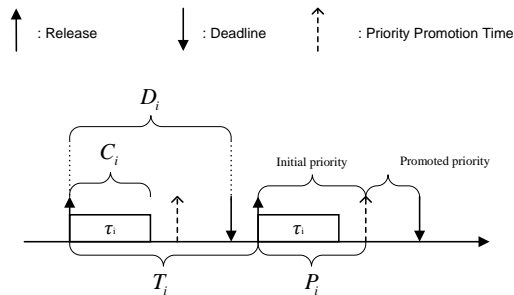 : Release : Deadline : Priority Promotion Time
D_i
C_i Initial priority Promoted priority
τ_i τ_i
T_i P_i